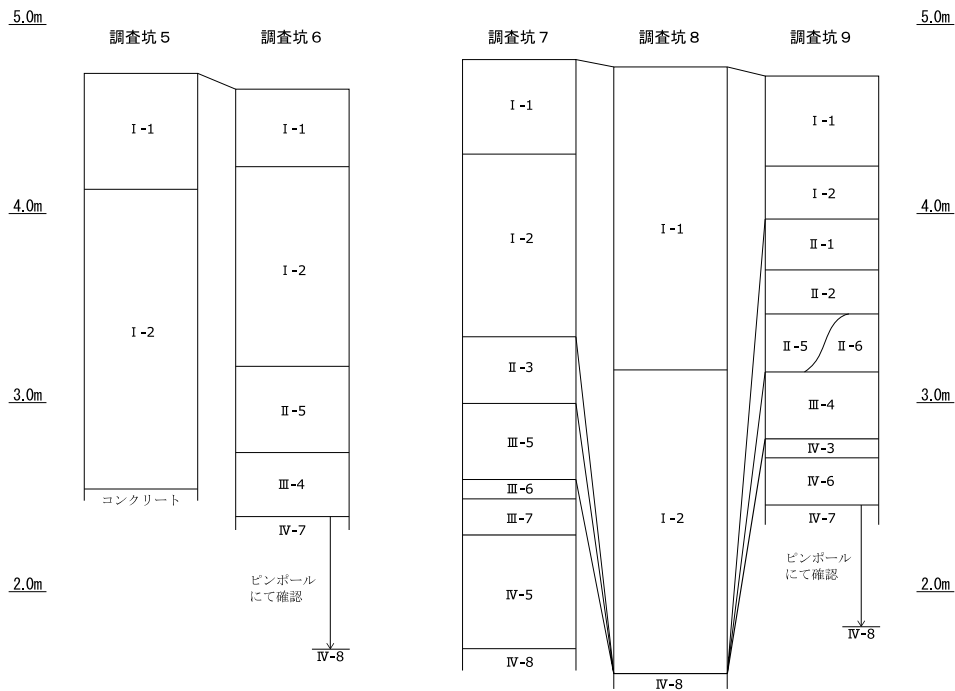 5.0m
5.0m
調査坑5
調査坑6
調査坑7
調査坑8
調査坑9
Ⅰ-1
Ⅰ-1
Ⅰ-1
Ⅰ-1
Ⅰ-1
4.0m
4.0m
Ⅰ-2
Ⅰ-2
Ⅰ-2
Ⅰ-2
Ⅰ-2
Ⅱ-1
Ⅱ-2
Ⅱ-5
Ⅱ-6
3.0m
3.0m
Ⅱ-5
Ⅱ-3
Ⅲ-4
Ⅲ-4
Ⅲ-5
Ⅲ-6
Ⅲ-7
Ⅳ-3
Ⅳ-6
Ⅳ-7
コンクリート
Ⅳ-7
ピンポール
にて確認
ピンポール
にて確認
2.0m
2.0m
Ⅳ-5
Ⅳ-8
Ⅳ-8
Ⅳ-8
Ⅳ-8